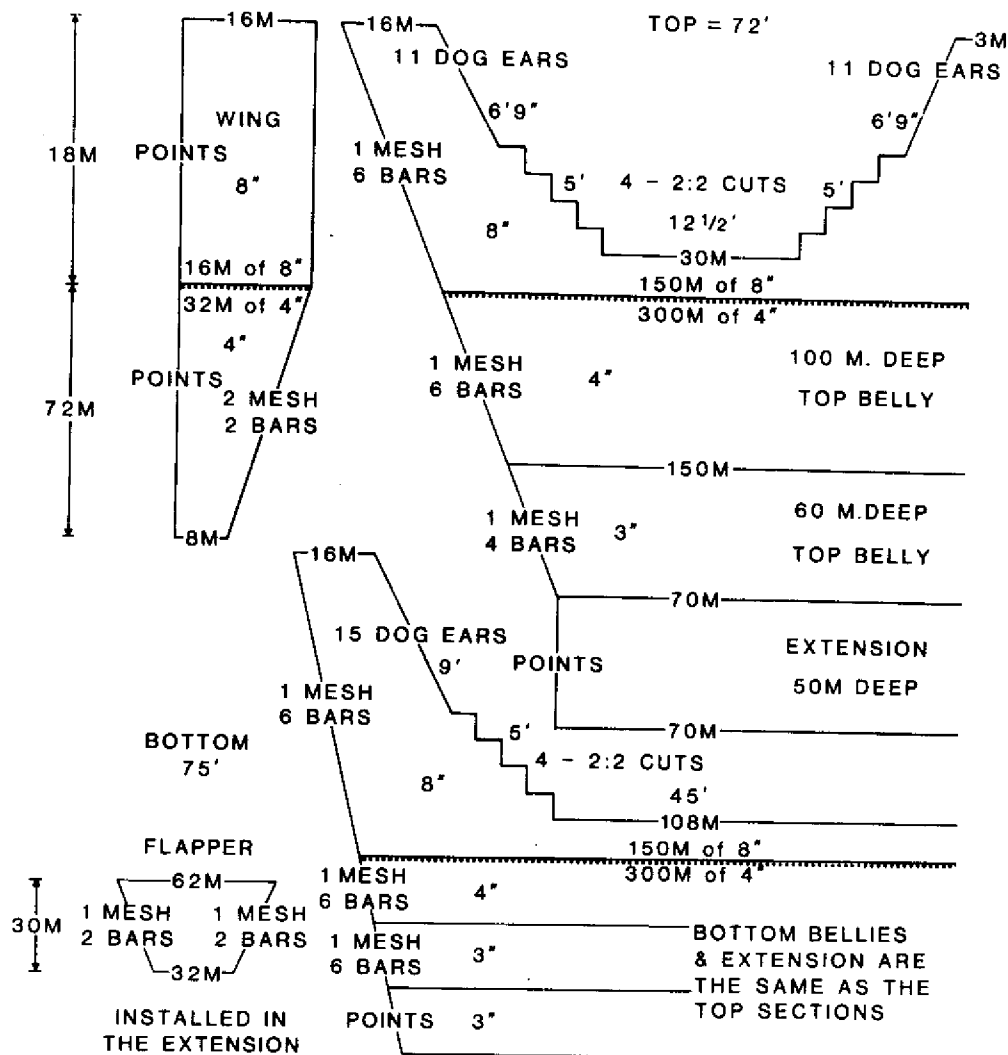 16M
WING
POINTS
8"
18M
16M of 8"
32M of 4"
4"
POINTS
2 MESH
2 BARS
72M
8M
TOP = 72'
16M
11 DOG EARS
6'9"
1 MESH
6 BARS
5'
4 - 2:2 CUTS
12 1/2'
8"
30M
3M
11 DOG EARS
6'9"
5'
150M of 8"
300M of 4"
1 MESH
6 BARS
4"
100 M. DEEP
TOP BELLY
150M
1 MESH
4 BARS
3"
60 M.DEEP
TOP BELLY
70M
POINTS
EXTENSION
50M DEEP
70M
16M
15 DOG EARS
9'
1 MESH
6 BARS
5'
4 - 2:2 CUTS
BOTTOM
75'
8"
45'
108M
150M of 8"
300M of 4"
1 MESH
6 BARS
4"
1 MESH
6 BARS
3"
POINTS
3"
BOTTOM BELLIES
& EXTENSION ARE
THE SAME AS THE
TOP SECTIONS
FLAPPER
62M
1 MESH
2 BARS
1 MESH
2 BARS
30M
32M
INSTALLED IN
THE EXTENSION